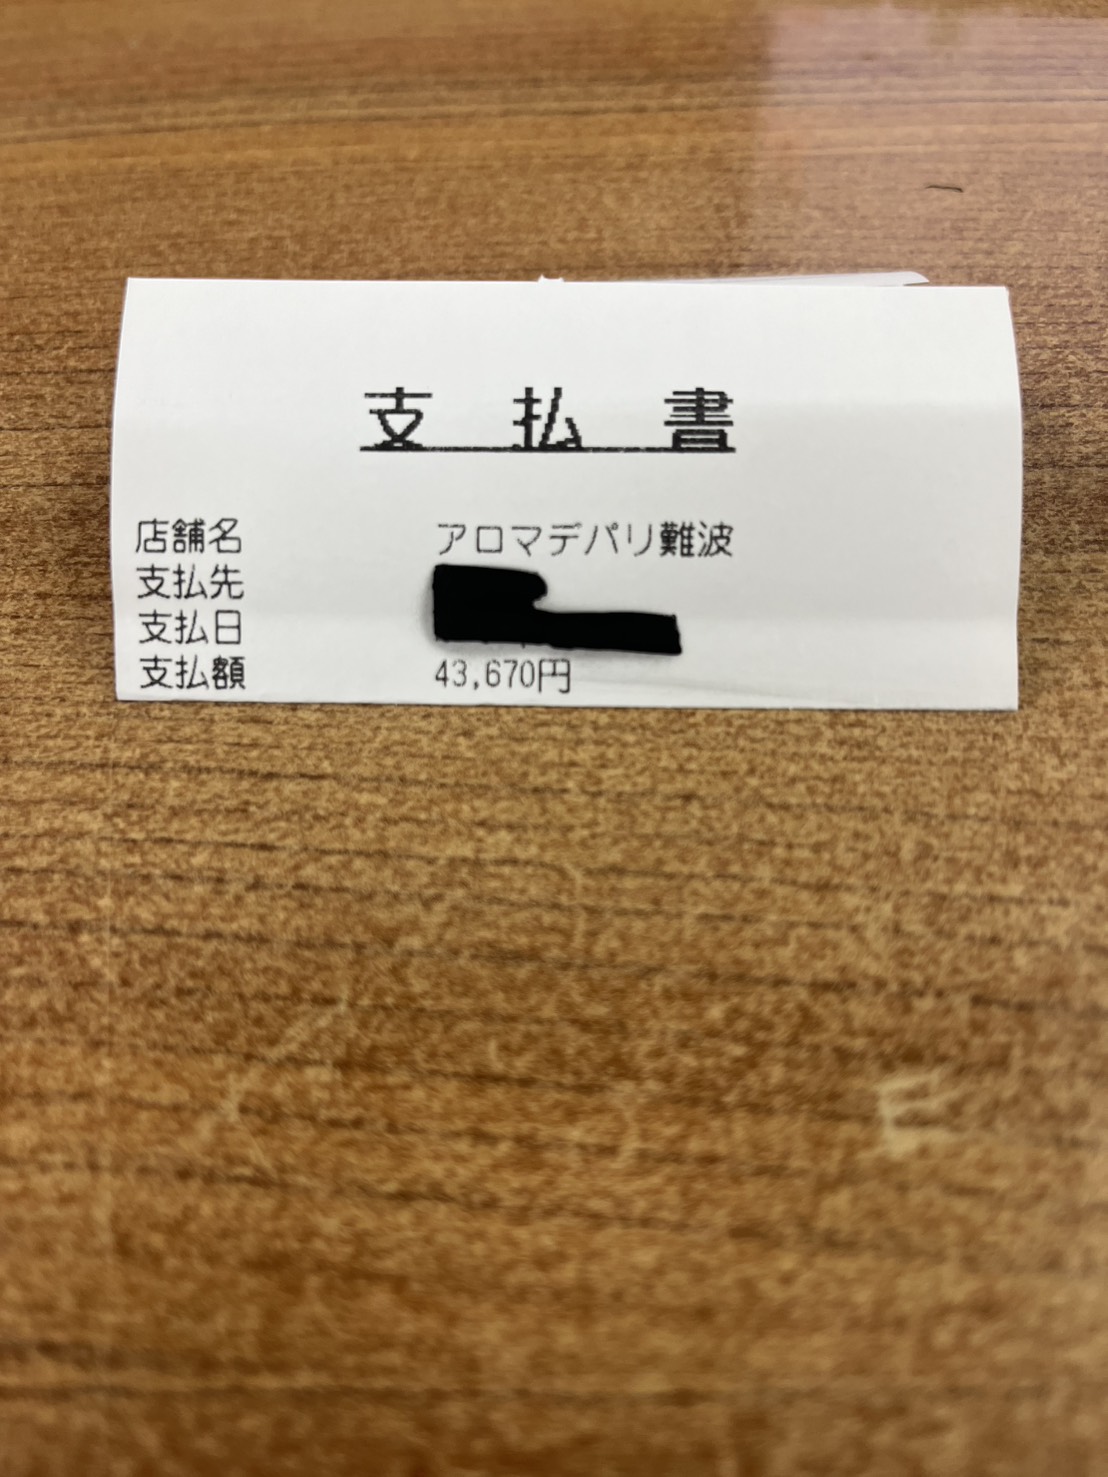 支払書
店舗名 アロマデパリ難波
支払先
支払日
支払額 43,670円